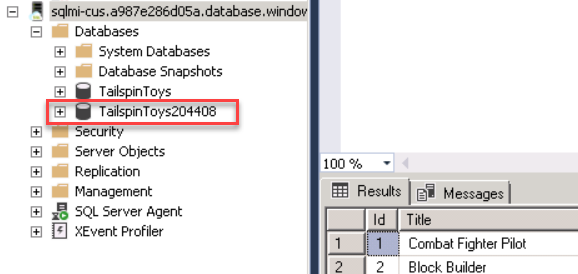 sqlmi-cus.a987e286d05a.database.window
Databases
System Databases
Database Snapshots
TailspinToys
TailspinToys204408
Security
Server Objects
Replication
Management
SQL Server Agent
XEvent Profiler
100 %
Results Messages
Id Title
1 1 Combat Fighter Pilot
2 2 Block Builder